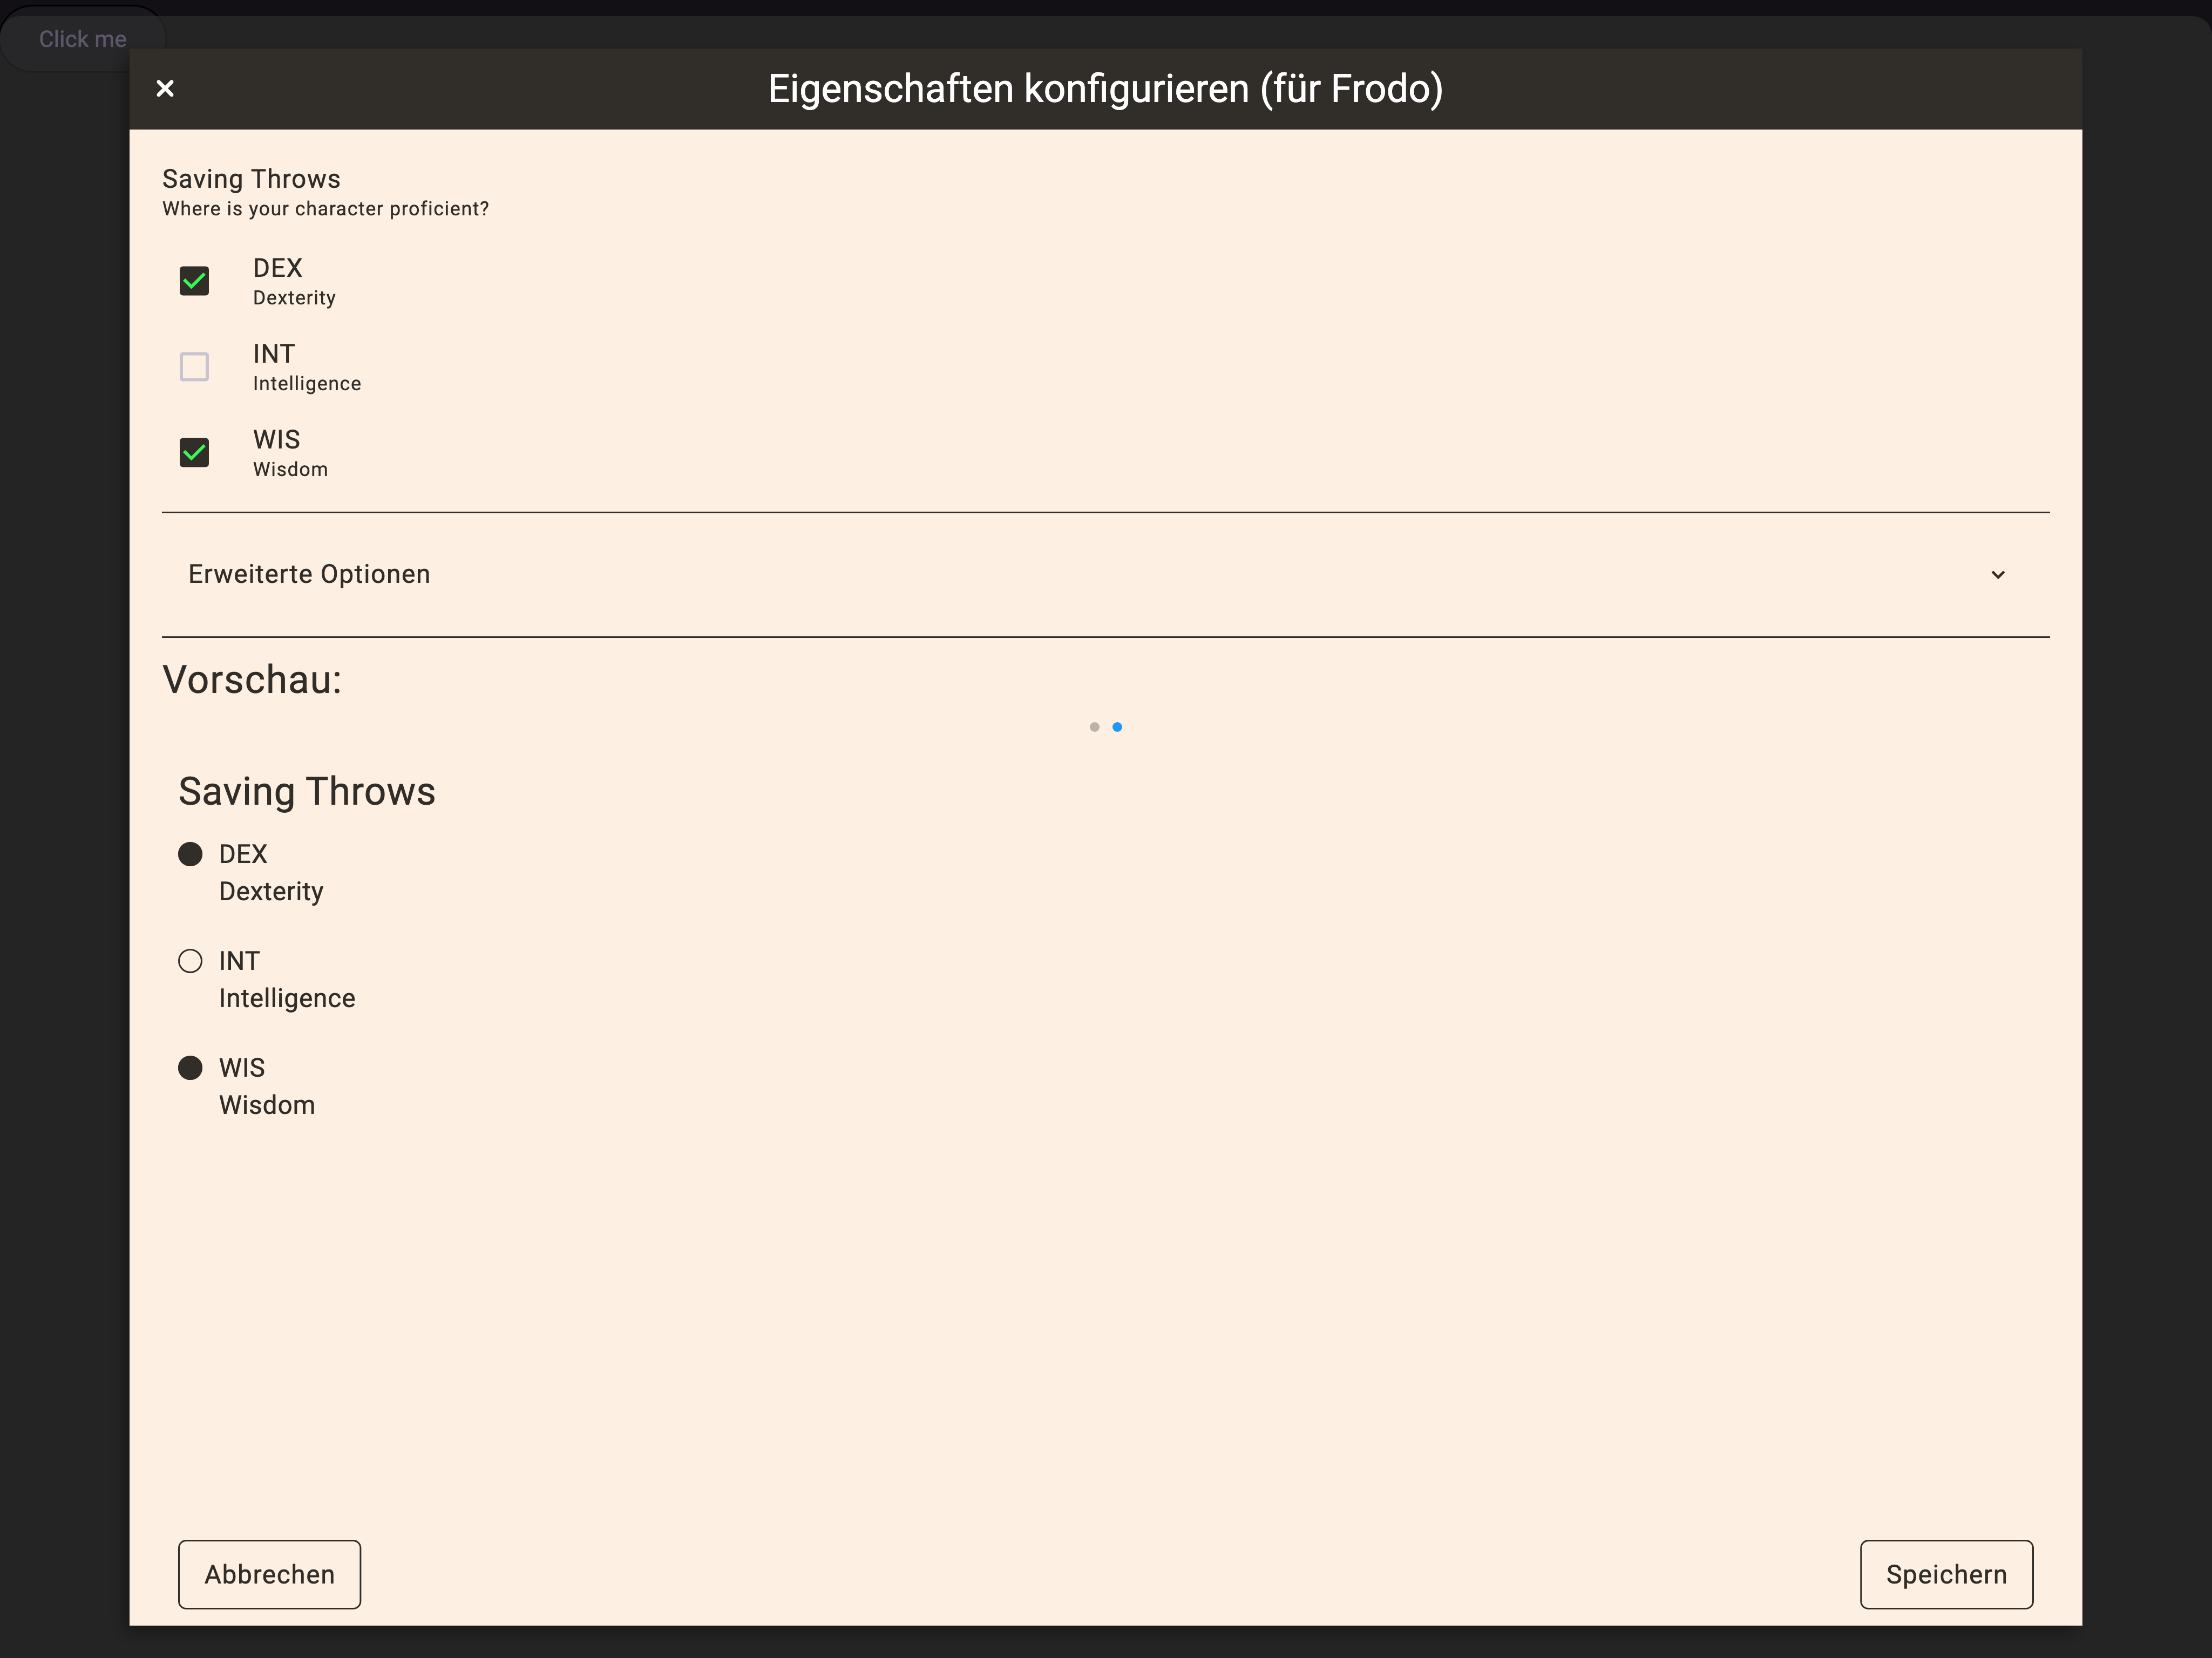 Click me
Eigenschaften konfigurieren (für Frodo)
Saving Throws
Where is your character proficient?
DEX
Dexterity
INT
Intelligence
WIS
Wisdom
Erweiterte Optionen
Vorschau:
Saving Throws
DEX
Dexterity
INT
Intelligence
WIS
Wisdom
Abbrechen
Speichern